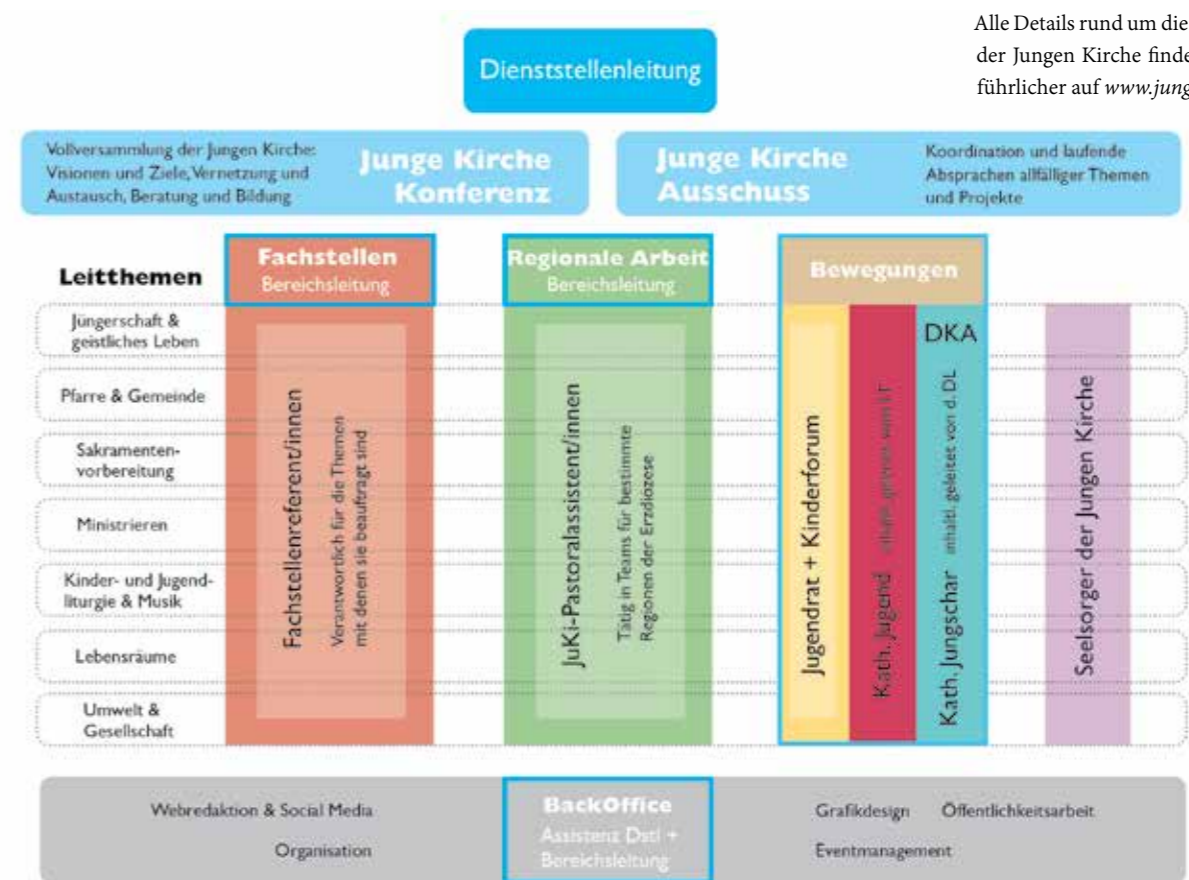 Alle Details rund um die
der Jungen Kirche finde
führlicher auf www.jung
Dienststellenleitung
Vollversammlung der Jungen Kirche:
Visionen und Ziele, Vernetzung und
Austausch, Beratung und Bildung
Junge Kirche
Konferenz
Junge Kirche
Ausschuss
Koordination und laufende
Absprachen allfälliger Themen
und Projekte
Leitthemen
Fachstellen
Bereichsleitung
Regionale Arbeit
Bereichsleitung
Bewegungen
Jüngerschaft &
geistliches Leben
Pfarre & Gemeinde
Sakramenten-
vorbereitung
Ministrieren
Kinder- und Jugend-
liturgie & Musik
Lebensräume
Umwelt &
Gesellschaft
Fachstellenreferent/innen
Verantwortlich für die Themen
mit denen sie beauftragt sind
JuKi-Pastoralassistent/innen
Tätig in Teams für bestimmte
Regionen der Erzdiözese
Jugendrat + Kinderforum
Kath. Jugend
DKA
Kath. Jungschar inhaltl. geleitet von d. DL
Seelsorger der Jungen Kirche
Webredaktion & Social Media
Organisation
BackOffice
Assistenz Dstl +
Bereichsleitung
Grafikdesign Öffentlichkeitsarbeit
Eventmanagement